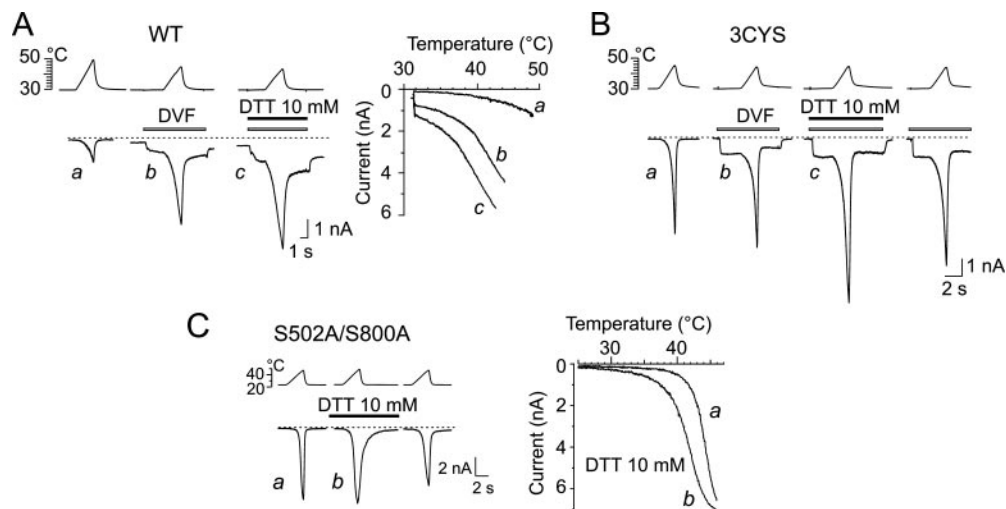 A
WT
°C
50
30
DTT 10 mM
DVF
a
b
c
1 nA
1 s
Temperature (°C)
30 40 50
Current (nA)
0
2
4
6
a
b
c
B
3CYS
50 °C
30
DTT 10 mM
DVF
a
b
c
1 nA
2 s
C
S502A/S800A
°C
40
20
DTT 10 mM
a
b
2 nA
2 s
Temperature (°C)
30 40
Current (nA)
0
2
4
6
a
DTT 10 mM
b